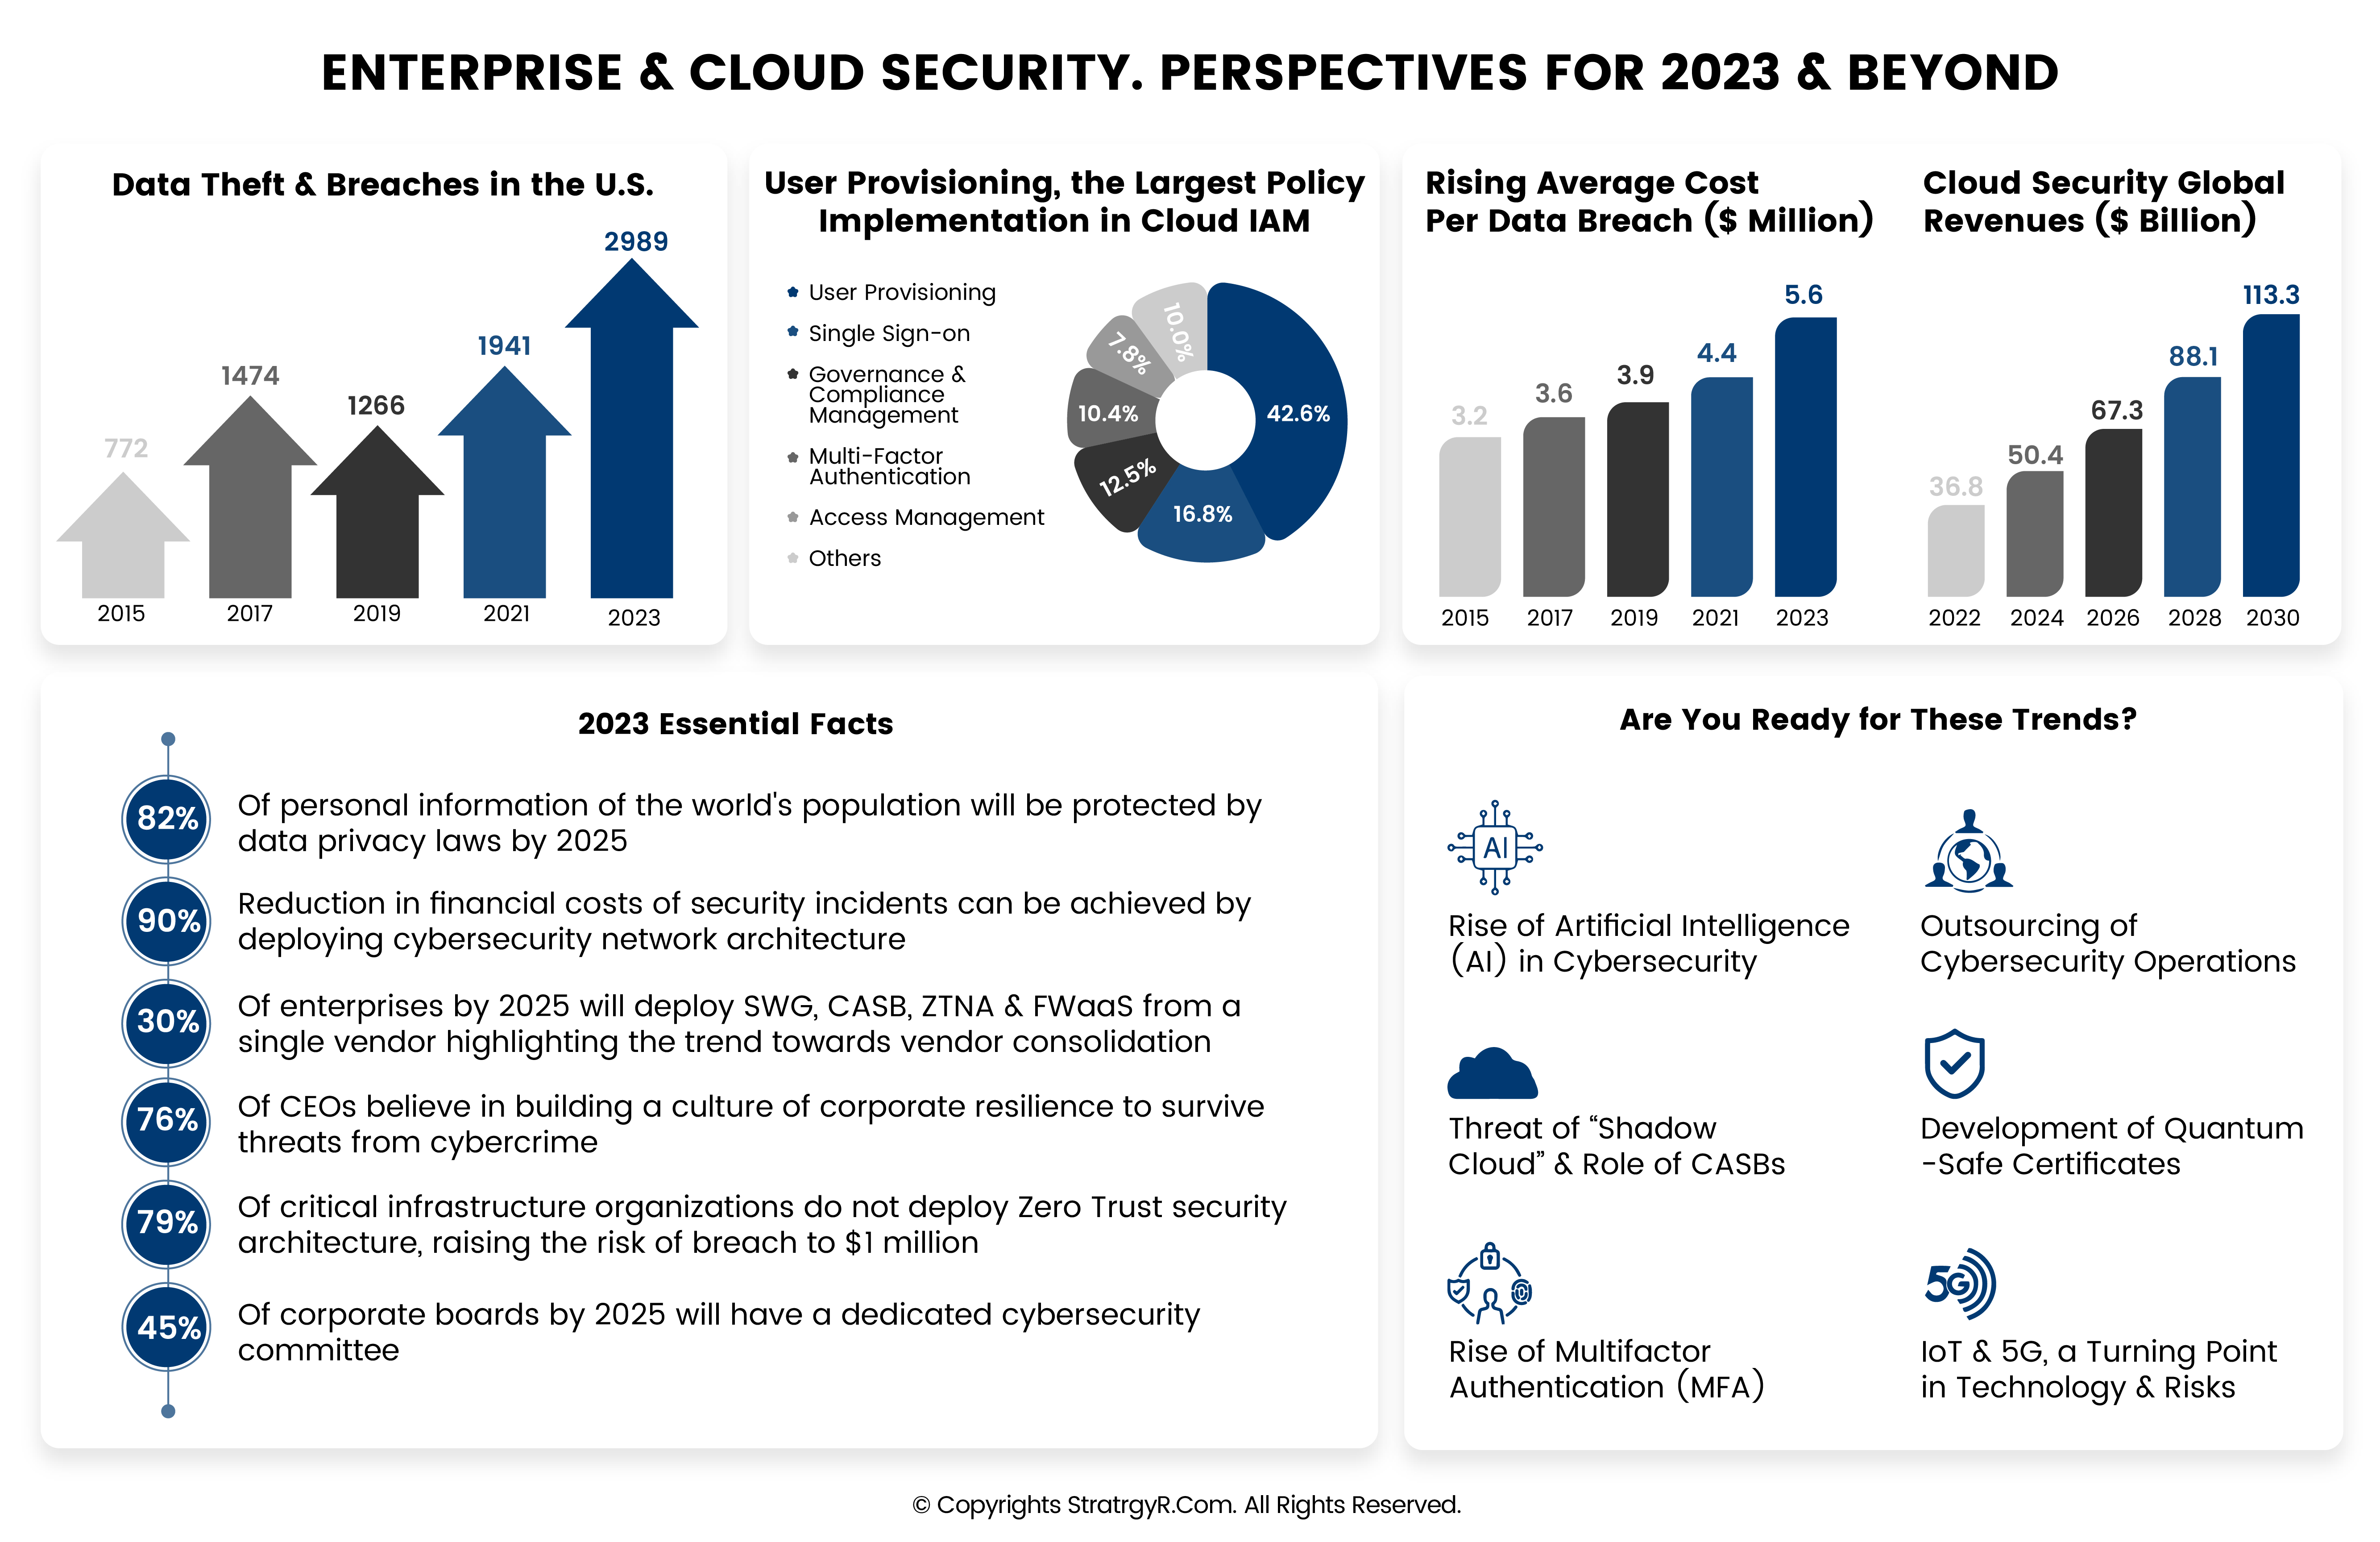 ENTERPRISE & CLOUD SECURITY. PERSPECTIVES FOR 2023 & BEYOND
Data Theft & Breaches in the U.S.
772
1474
1266
1941
2989
2015
2017
2019
2021
2023
User Provisioning, the Largest Policy
Implementation in Cloud IAM
User Provisioning
Single Sign-on
Governance &
Compliance
Management
Multi-Factor
Authentication
Access Management
Others
42.6%
16.8%
12.5%
10.4%
7.8%
10.0%
Rising Average Cost
Per Data Breach ($ Million)
3.2
3.6
3.9
4.4
5.6
2015
2017
2019
2021
2023
Cloud Security Global
Revenues ($ Billion)
36.8
50.4
67.3
88.1
113.3
2022
2024
2026
2028
2030
2023 Essential Facts
82%
Of personal information of the world's population will be protected by
data privacy laws by 2025
90%
Reduction in financial costs of security incidents can be achieved by
deploying cybersecurity network architecture
30%
Of enterprises by 2025 will deploy SWG, CASB, ZTNA & FWaaS from a
single vendor highlighting the trend towards vendor consolidation
76%
Of CEOs believe in building a culture of corporate resilience to survive
threats from cybercrime
79%
Of critical infrastructure organizations do not deploy Zero Trust security
architecture, raising the risk of breach to $1 million
45%
Of corporate boards by 2025 will have a dedicated cybersecurity
committee
Are You Ready for These Trends?
AI
Rise of Artificial Intelligence
(AI) in Cybersecurity
Outsourcing of
Cybersecurity Operations
Threat of “Shadow
Cloud” & Role of CASBs
Development of Quantum
-Safe Certificates
Rise of Multifactor
Authentication (MFA)
5G
IoT & 5G, a Turning Point
in Technology & Risks
© Copyrights StratrgyR.Com. All Rights Reserved.